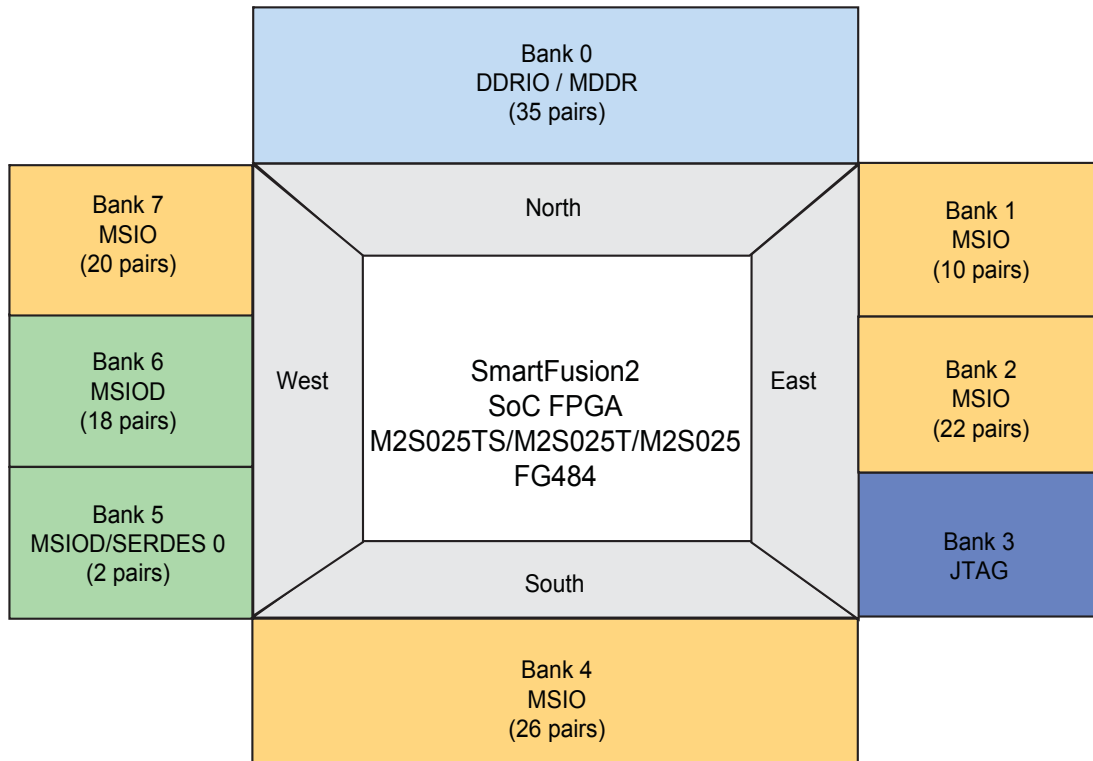 Bank 0
DDRIO / MDDR
(35 pairs)
Bank 7
MSIO
(20 pairs)
North
Bank 1
MSIO
(10 pairs)
Bank 6
MSIOD
(18 pairs)
West
SmartFusion2
SoC FPGA
M2S025TS/M2S025T/M2S025
FG484
East
Bank 2
MSIO
(22 pairs)
Bank 5
MSIOD/SERDES 0
(2 pairs)
South
Bank 3
JTAG
Bank 4
MSIO
(26 pairs)